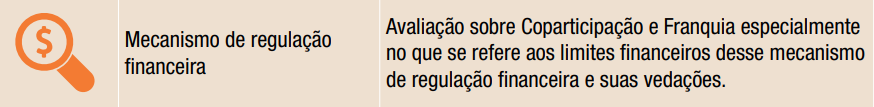 $
Mecanismo de regulação
financeira
Avaliação sobre Coparticipação e Franquia especialmente
no que se refere aos limites financeiros desse mecanismo
de regulação financeira e suas vedações.